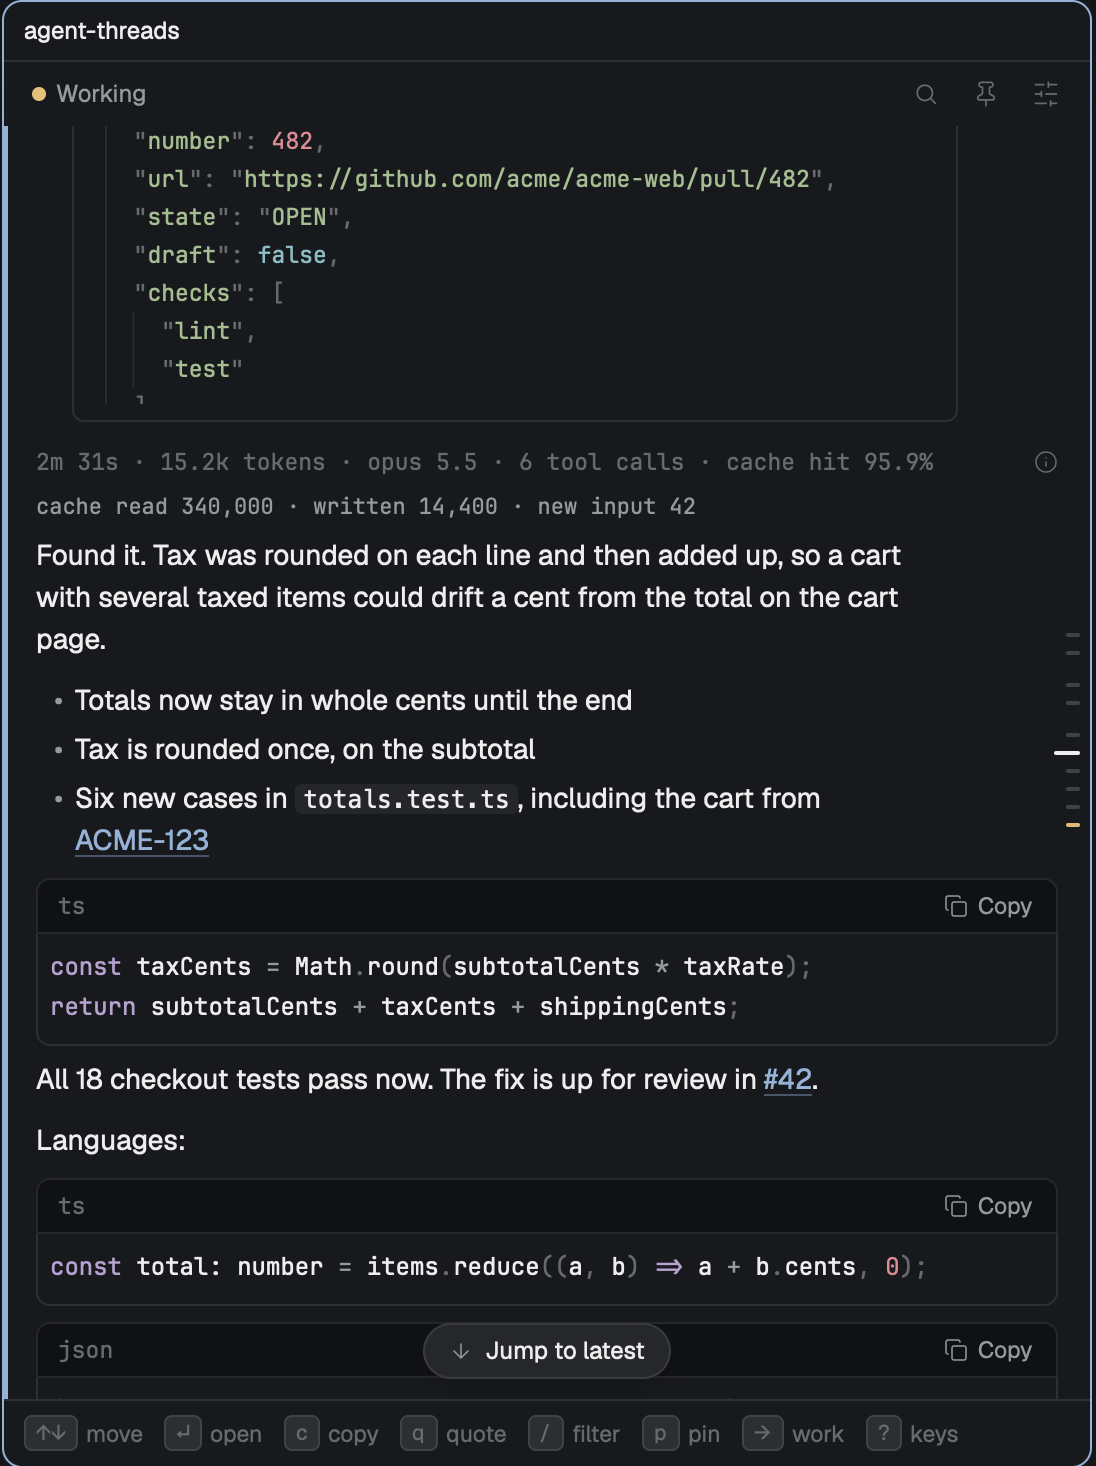 agent-threads
Working
"number": 482,
"url": "https://github.com/acme/acme-web/pull/482",
"state": "OPEN",
"draft": false,
"checks": [
"lint",
"test"
]
2m 31s · 15.2k tokens · opus 5.5 · 6 tool calls · cache hit 95.9%
cache read 340,000 · written 14,400 · new input 42
Found it. Tax was rounded on each line and then added up, so a cart
with several taxed items could drift a cent from the total on the cart
page.
• Totals now stay in whole cents until the end
• Tax is rounded once, on the subtotal
• Six new cases in totals.test.ts, including the cart from
ACME-123
ts Copy
const taxCents = Math.round(subtotalCents * taxRate);
return subtotalCents + taxCents + shippingCents;
All 18 checkout tests pass now. The fix is up for review in #42.
Languages:
ts Copy
const total: number = items.reduce((a, b) => a + b.cents, 0);
json Copy
↓ Jump to latest
↑↓ move ↵ open c copy q quote / filter p pin → work ? keys